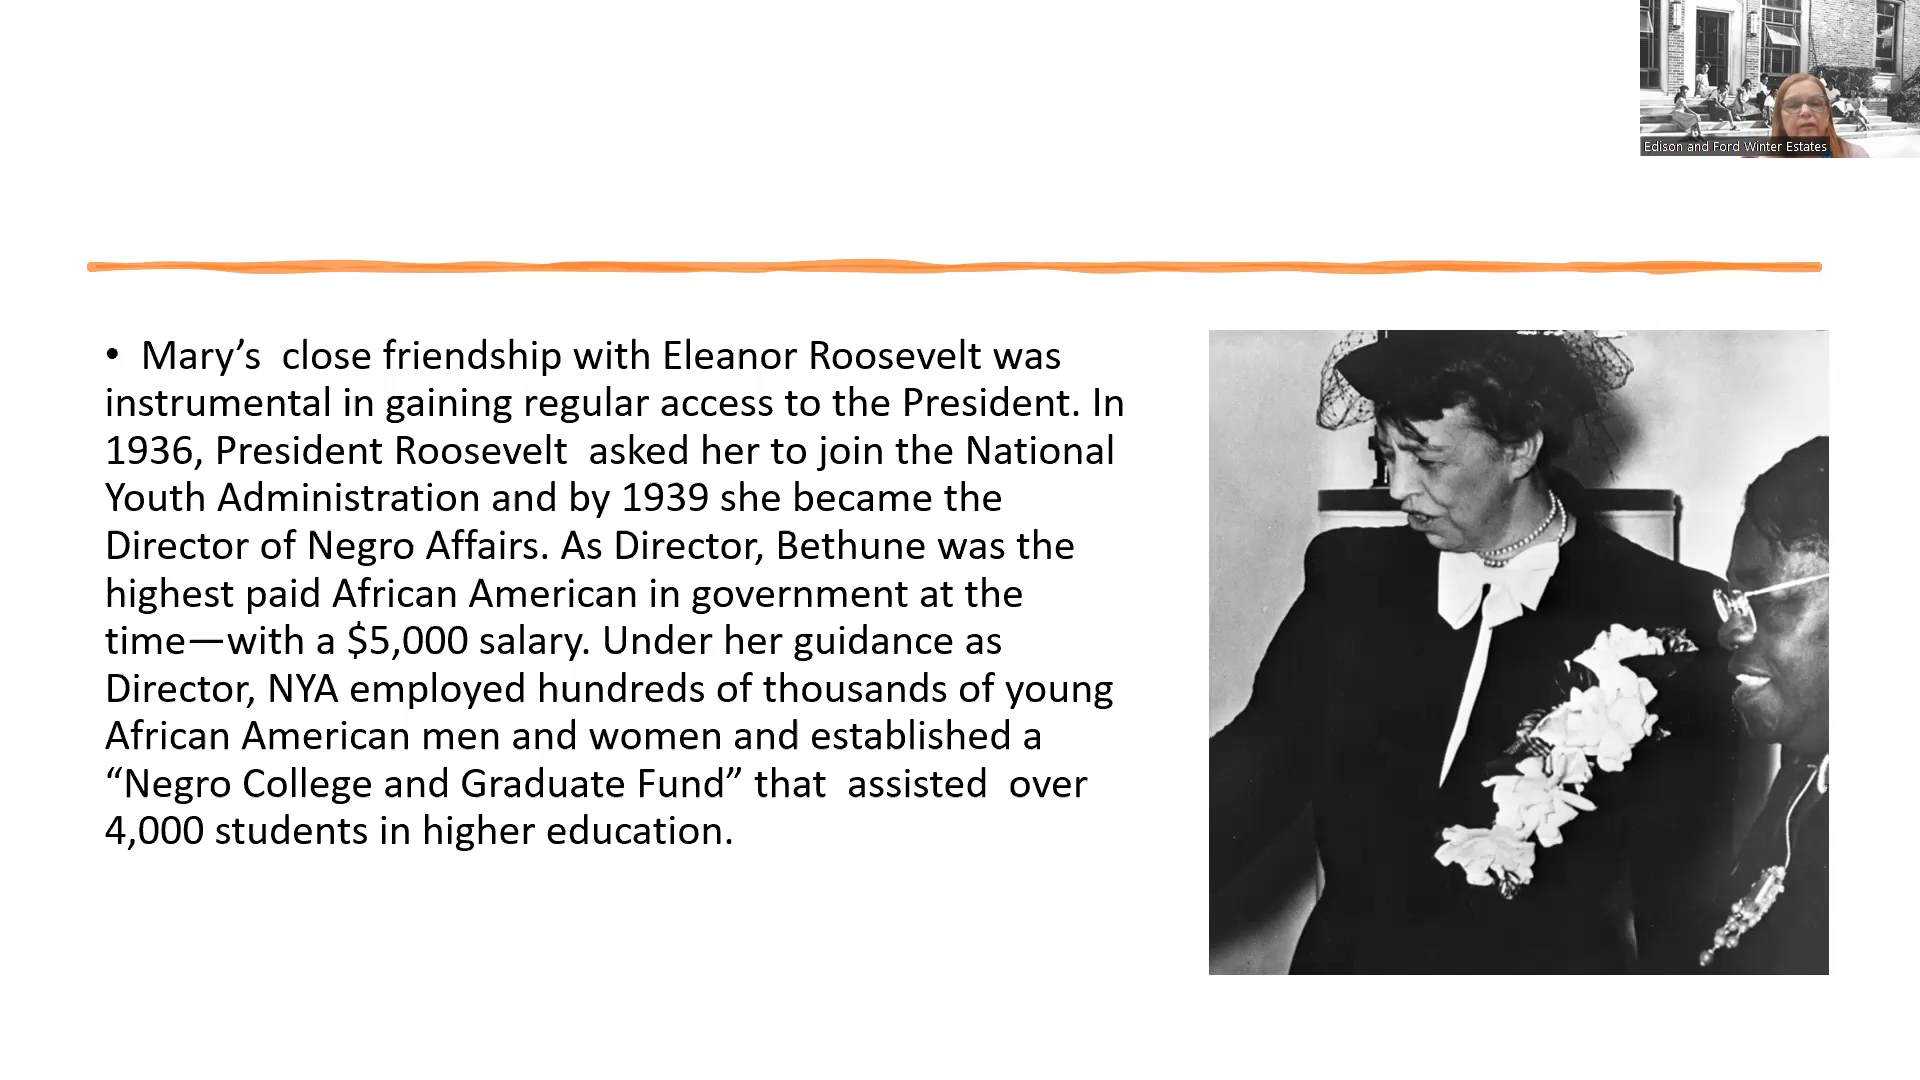 Edison and Ford Winter Estates
• Mary’s  close friendship with Eleanor Roosevelt was
instrumental in gaining regular access to the President. In
1936, President Roosevelt  asked her to join the National
Youth Administration and by 1939 she became the
Director of Negro Affairs. As Director, Bethune was the
highest paid African American in government at the
time—with a $5,000 salary. Under her guidance as
Director, NYA employed hundreds of thousands of young
African American men and women and established a
“Negro College and Graduate Fund” that  assisted  over
4,000 students in higher education.